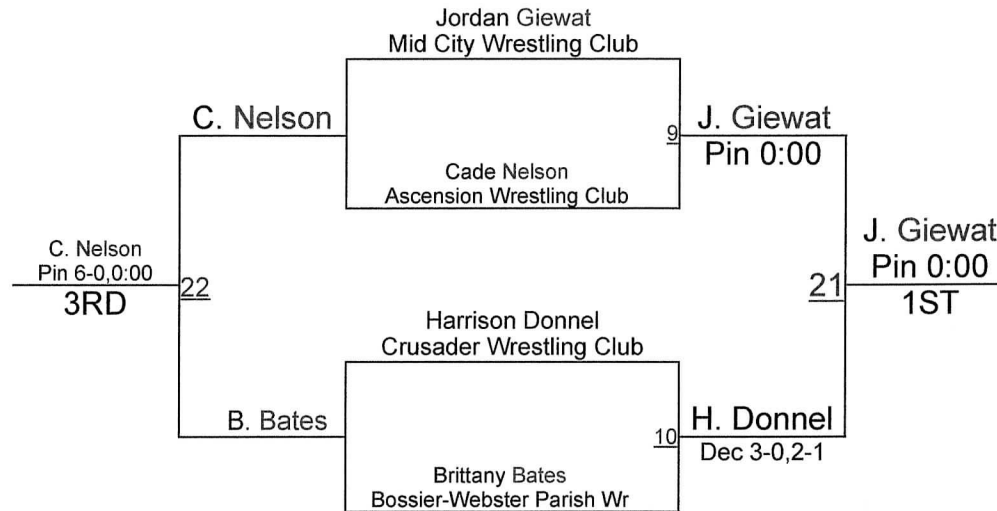 Jordan Giewat
Mid City Wrestling Club
C. Nelson
9
J. Giewat
Pin 0:00
Cade Nelson
Ascension Wrestling Club
C. Nelson
Pin 6-0,0:00
3RD
22
J. Giewat
Pin 0:00
1ST
21
Harrison Donnel
Crusader Wrestling Club
B. Bates
10
H. Donnel
Dec 3-0,2-1
Brittany Bates
Bossier-Webster Parish Wr